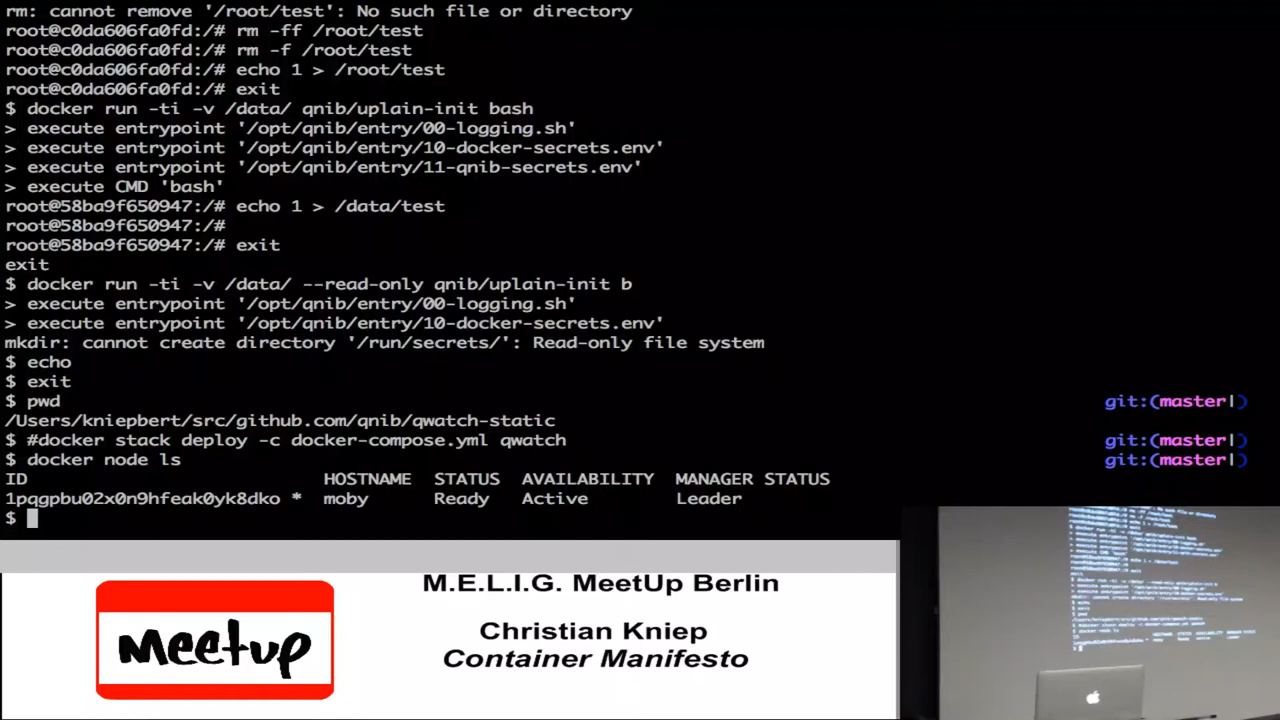 rm: cannot remove '/root/test': No such file or directory
root@c0da606fa0fd:/# rm -ff /root/test
root@c0da606fa0fd:/# rm -f /root/test
root@c0da606fa0fd:/# echo 1 > /root/test
root@c0da606fa0fd:/# exit
$ docker run -ti -v /data/ qnib/uplain-init bash
> execute entrypoint '/opt/qnib/entry/00-logging.sh'
> execute entrypoint '/opt/qnib/entry/10-docker-secrets.env'
> execute entrypoint '/opt/qnib/entry/11-qnib-secrets.env'
> execute CMD 'bash'
root@58ba9f650947:/# echo 1 > /data/test
root@58ba9f650947:/#
root@58ba9f650947:/# exit
exit
$ docker run -ti -v /data/ --read-only qnib/uplain-init b
> execute entrypoint '/opt/qnib/entry/00-logging.sh'
> execute entrypoint '/opt/qnib/entry/10-docker-secrets.env'
mkdir: cannot create directory '/run/secrets/': Read-only file system
$ echo
$ exit
$ pwd git:(master|)
/Users/kniepbert/src/github.com/qnib/qwatch-static
$ #docker stack deploy -c docker-compose.yml qwatch git:(master|)
$ docker node ls git:(master|)
ID HOSTNAME STATUS AVAILABILITY MANAGER STATUS
1pqgpbu02x0n9hfeak0yk8dko * moby Ready Active Leader
$
M.E.L.I.G. MeetUp Berlin
Christian Kniep
Container Manifesto
meetup